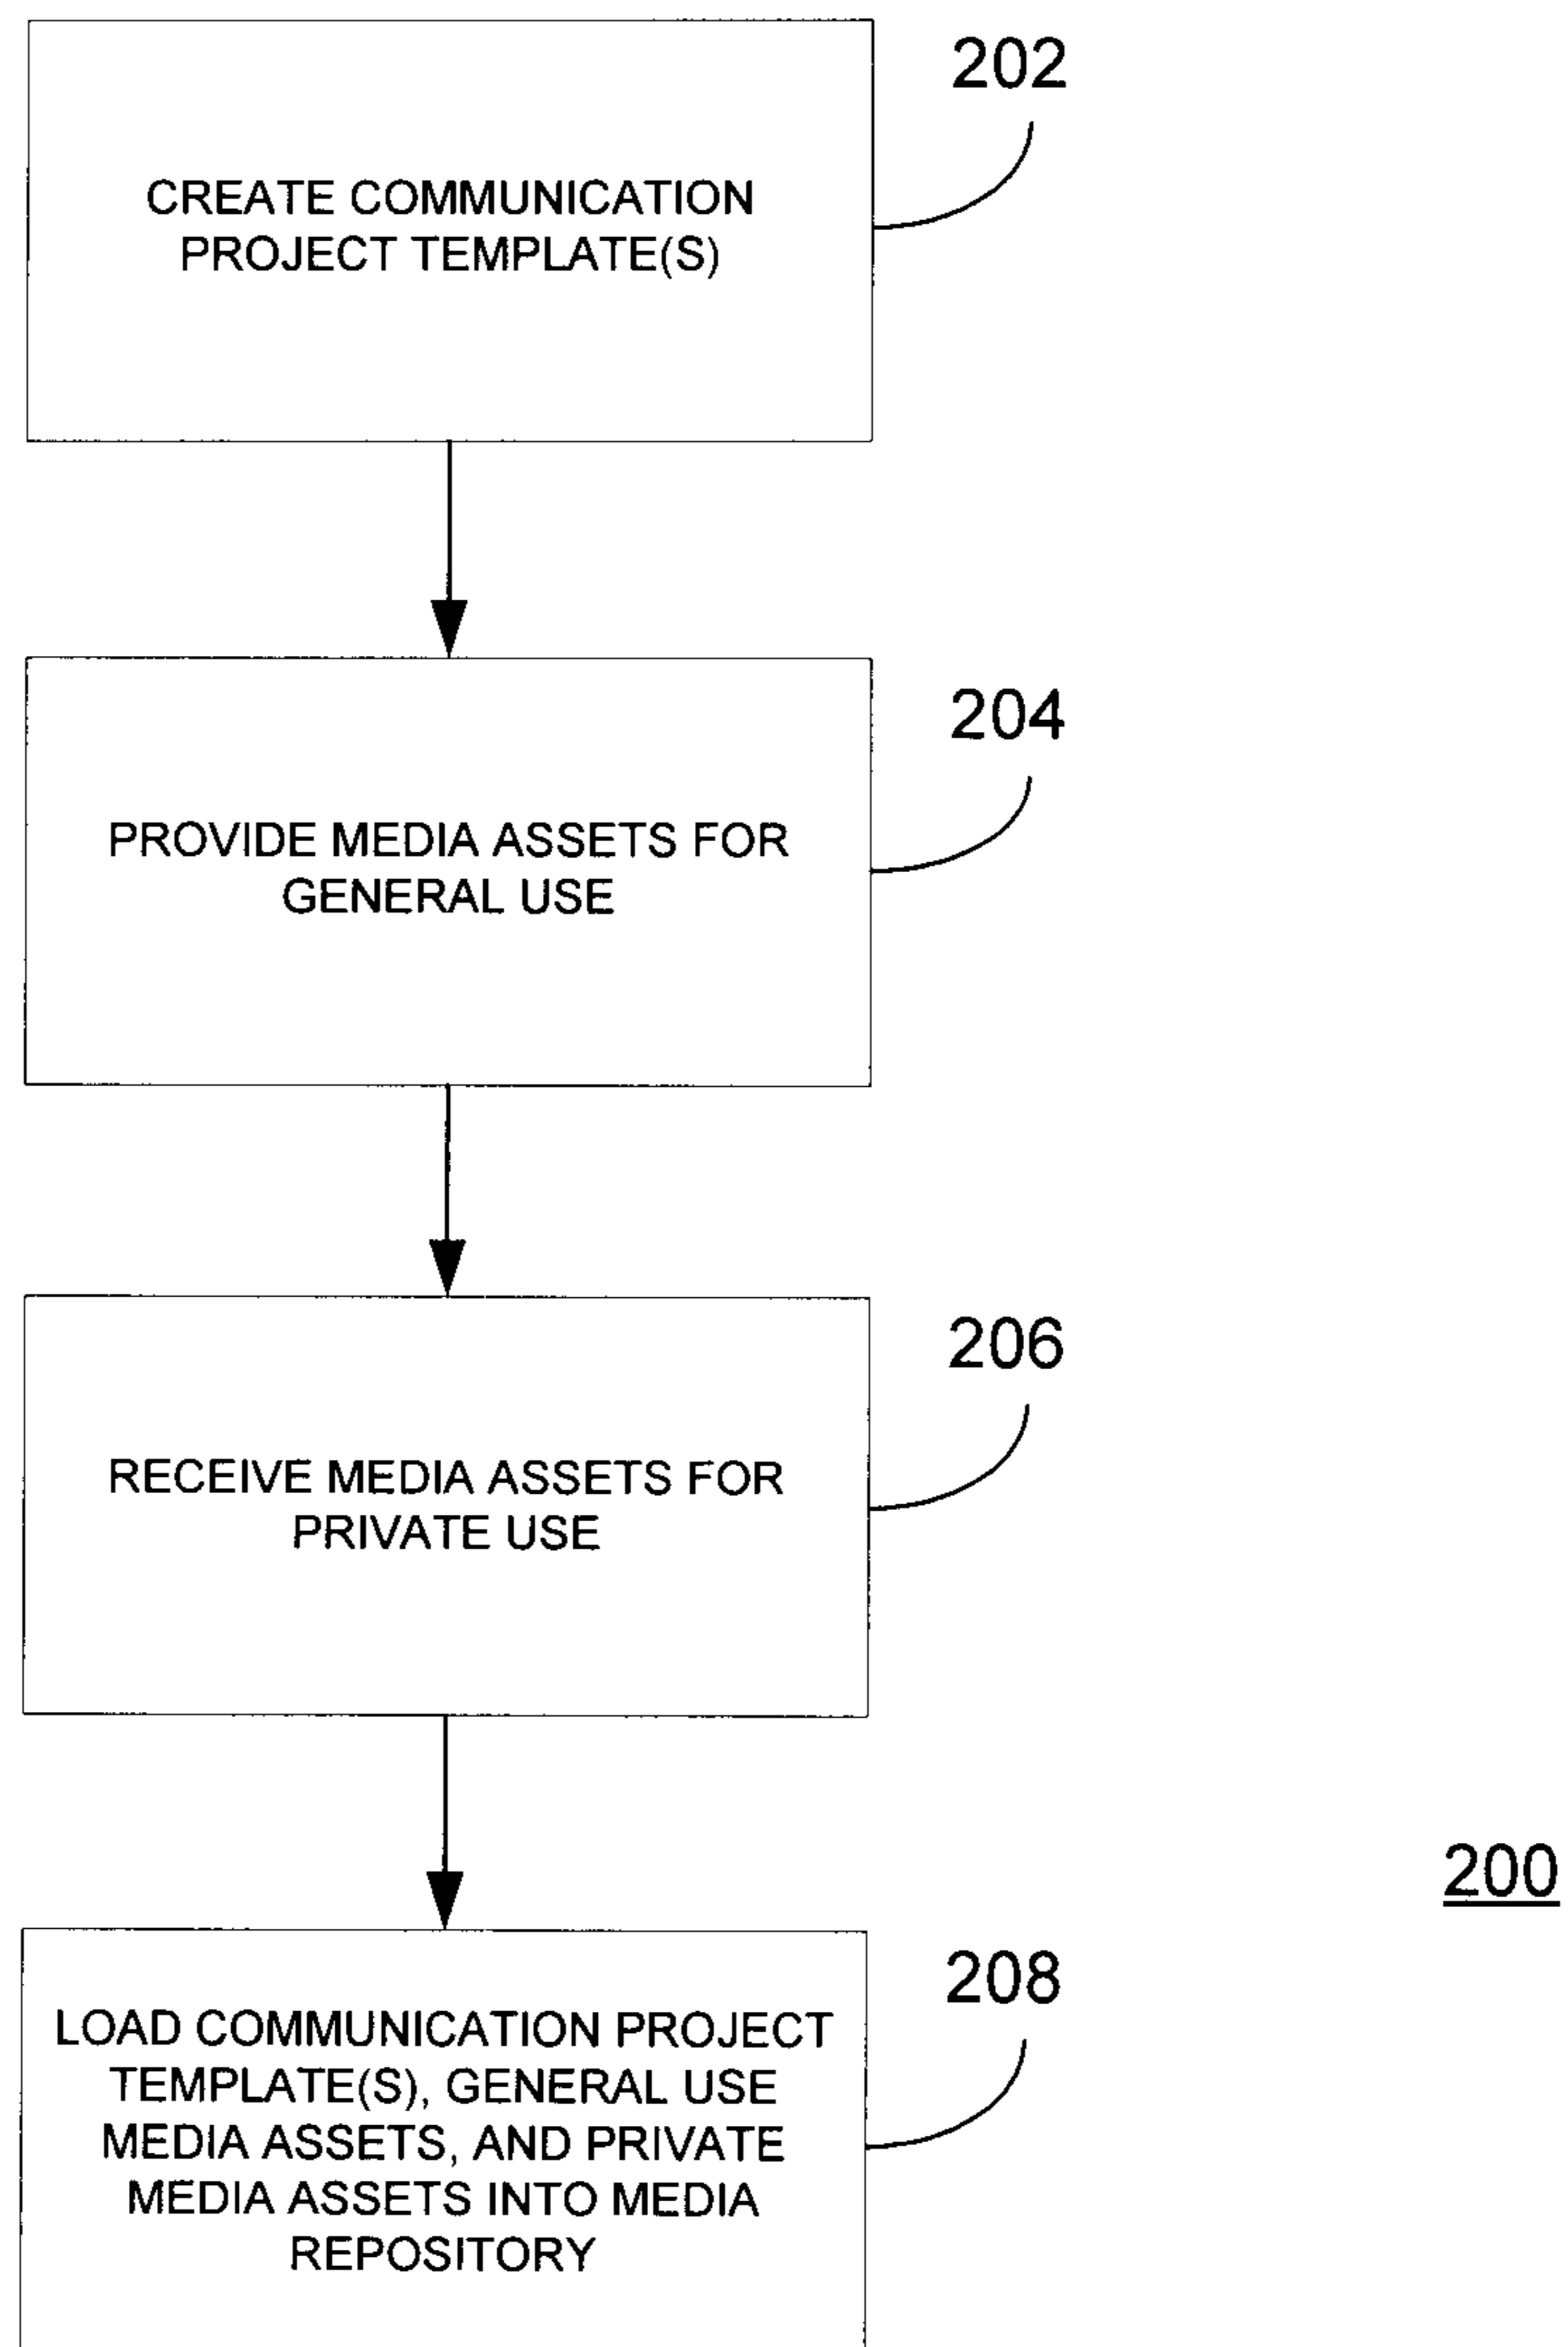 202
CREATE COMMUNICATION
PROJECT TEMPLATE(S)
204
PROVIDE MEDIA ASSETS FOR
GENERAL USE
206
RECEIVE MEDIA ASSETS FOR
PRIVATE USE
200
208
LOAD COMMUNICATION PROJECT
TEMPLATE(S), GENERAL USE
MEDIA ASSETS, AND PRIVATE
MEDIA ASSETS INTO MEDIA
REPOSITORY